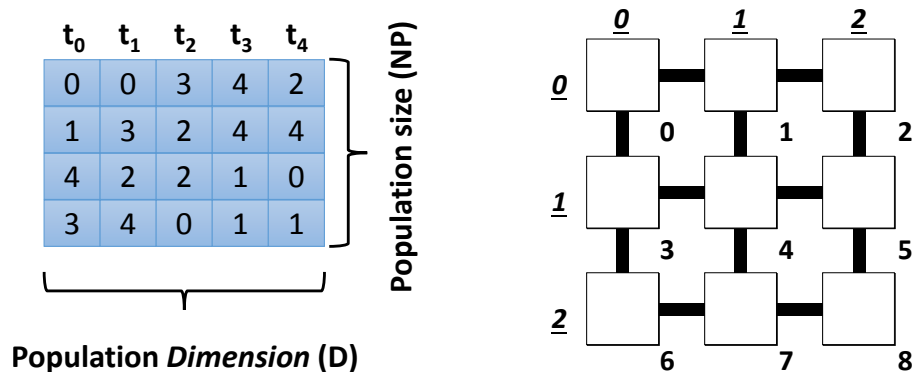 t0 t1 t2 t3 t4
0 0 3 4 2
1 3 2 4 4
4 2 2 1 0
3 4 0 1 1
Population size (NP)
Population Dimension (D)
0 1 2
0
0 1 2
1
3 4 5
2
6 7 8